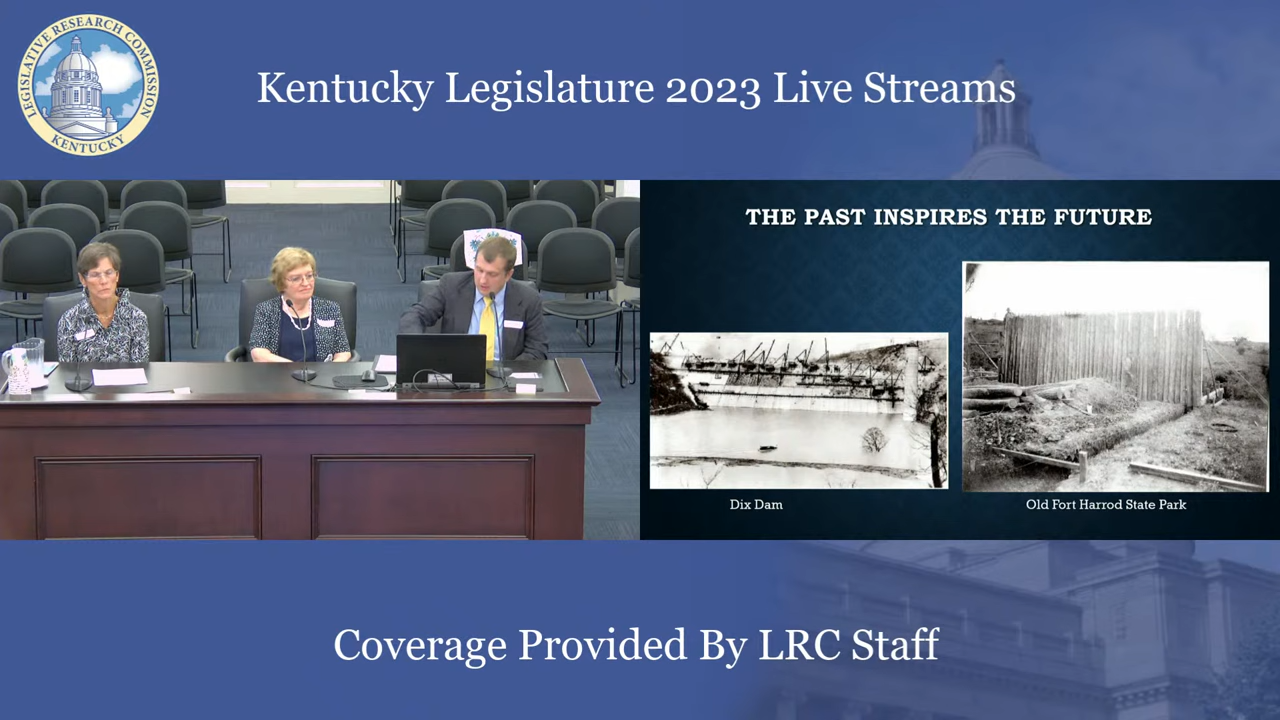 LEGISLATIVE RESEARCH COMMISSION
KENTUCKY
Kentucky Legislature 2023 Live Streams
THE PAST INSPIRES THE FUTURE
Dix Dam
Old Fort Harrod State Park
Coverage Provided By LRC Staff